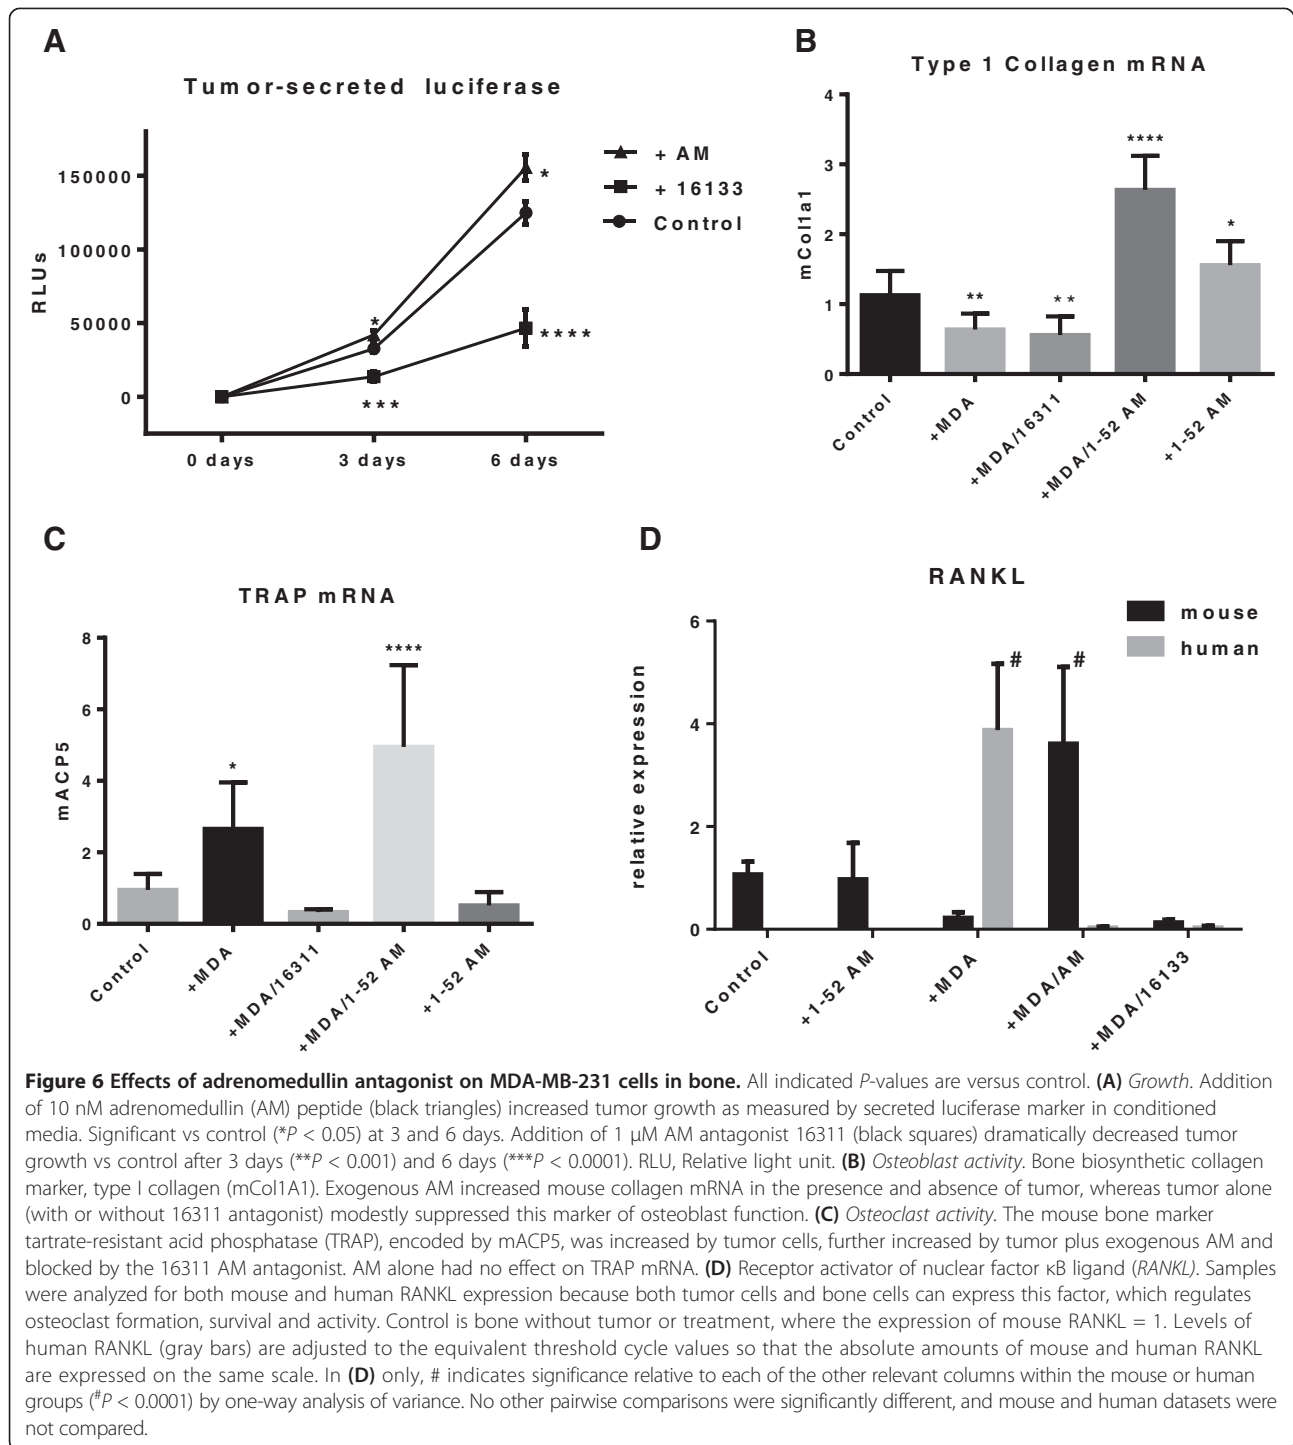 A
Tumor-secreted luciferase
RLUs
150000
100000
50000
0
*
*
***
****
0 days
3 days
6 days
+ AM
+ 16133
Control
B
Type 1 Collagen mRNA
mCol1a1
4
3
2
1
0
**
**
****
*
Control
+MDA
+MDA/16311
+MDA/1-52 AM
+1-52 AM
C
TRAP mRNA
mACP5
8
6
4
2
0
*
****
Control
+MDA
+MDA/16311
+MDA/1-52 AM
+1-52 AM
D
RANKL
relative expression
6
4
2
0
#
#
mouse
human
Control
+1-52 AM
+MDA
+MDA/AM
+MDA/16133
Figure 6 Effects of adrenomedullin antagonist on MDA-MB-231 cells in bone. All indicated P-values are versus control. (A) Growth. Addition
of 10 nM adrenomedullin (AM) peptide (black triangles) increased tumor growth as measured by secreted luciferase marker in conditioned
media. Significant vs control (*P < 0.05) at 3 and 6 days. Addition of 1 μM AM antagonist 16311 (black squares) dramatically decreased tumor
growth vs control after 3 days (**P < 0.001) and 6 days (***P < 0.0001). RLU, Relative light unit. (B) Osteoblast activity. Bone biosynthetic collagen
marker, type I collagen (mCol1A1). Exogenous AM increased mouse collagen mRNA in the presence and absence of tumor, whereas tumor alone
(with or without 16311 antagonist) modestly suppressed this marker of osteoblast function. (C) Osteoclast activity. The mouse bone marker
tartrate-resistant acid phosphatase (TRAP), encoded by mACP5, was increased by tumor cells, further increased by tumor plus exogenous AM and
blocked by the 16311 AM antagonist. AM alone had no effect on TRAP mRNA. (D) Receptor activator of nuclear factor κB ligand (RANKL). Samples
were analyzed for both mouse and human RANKL expression because both tumor cells and bone cells can express this factor, which regulates
osteoclast formation, survival and activity. Control is bone without tumor or treatment, where the expression of mouse RANKL = 1. Levels of
human RANKL (gray bars) are adjusted to the equivalent threshold cycle values so that the absolute amounts of mouse and human RANKL
are expressed on the same scale. In (D) only, # indicates significance relative to each of the other relevant columns within the mouse or human
groups (#P < 0.0001) by one-way analysis of variance. No other pairwise comparisons were significantly different, and mouse and human datasets were
not compared.